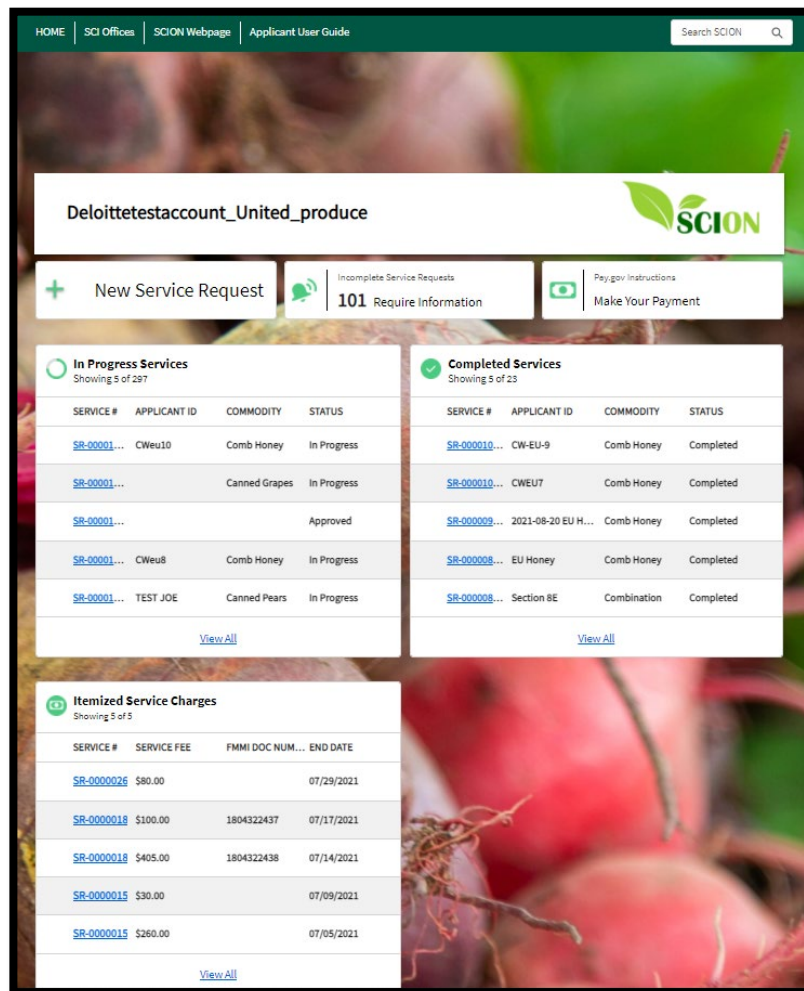 HOME SCI Offices SCION Webpage Applicant User Guide Search SCION
Deloittetestaccount_United_produce
SCION
New Service Request
Incomplete Service Requests
101 Require Information
Pay.gov Instructions
Make Your Payment
In Progress Services
Showing 5 of 297
SERVICE # APPLICANT ID COMMODITY STATUS
SR-00001... CWeu10 Comb Honey In Progress
SR-00001... Canned Grapes In Progress
SR-00001... Approved
SR-00001... CWeu8 Comb Honey In Progress
SR-00001... TEST JOE Canned Pears In Progress
View All
Completed Services
Showing 5 of 23
SERVICE # APPLICANT ID COMMODITY STATUS
SR-000010... CW-EU-9 Comb Honey Completed
SR-000010... CWEU7 Comb Honey Completed
SR-000009... 2021-08-20 EU H... Comb Honey Completed
SR-000008... EU Honey Comb Honey Completed
SR-000008... Section 8E Combination Completed
View All
Itemized Service Charges
Showing 5 of 5
SERVICE # SERVICE FEE FMMI DOC NUM... END DATE
SR-0000026 $80.00 07/29/2021
SR-0000018 $100.00 1804322437 07/17/2021
SR-0000018 $405.00 1804322438 07/14/2021
SR-0000015 $30.00 07/09/2021
SR-0000015 $260.00 07/05/2021
View All